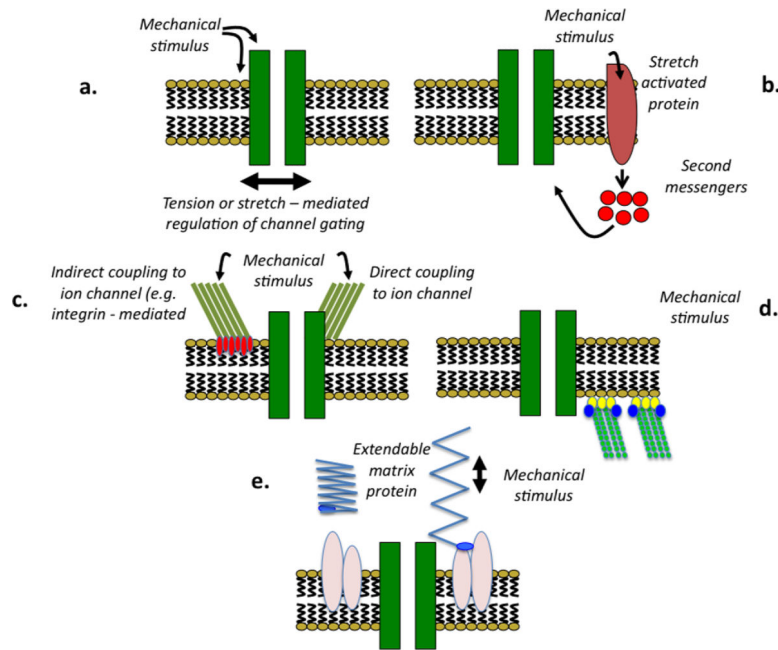 Mechanical
stimulus
a.
Tension or stretch – mediated
regulation of channel gating
Mechanical
stimulus
Stretch
activated
protein
b.
Second
messengers
c.
Indirect coupling to
ion channel (e.g.
integrin - mediated
Mechanical
stimulus
Direct coupling
to ion channel
Mechanical
stimulus
d.
e.
Extendable
matrix
protein
Mechanical
stimulus